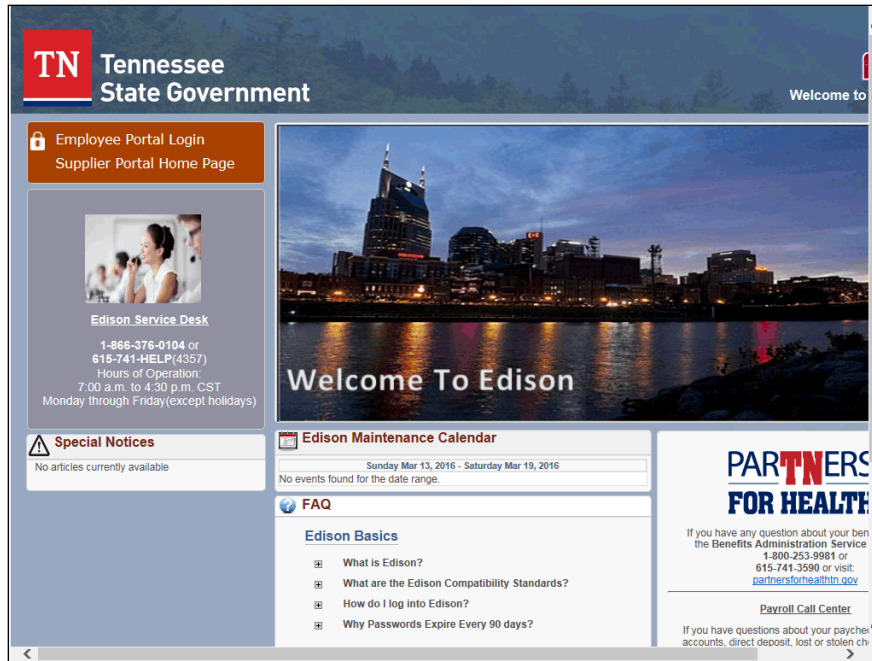 TN
Tennessee
State Government
Welcome to
Employee Portal Login
Supplier Portal Home Page
Edison Service Desk
1-866-376-0104 or
615-741-HELP(4357)
Hours of Operation:
7:00 a.m. to 4:30 p.m. CST
Monday through Friday(except holidays)
Special Notices
No articles currently available
Welcome To Edison
Edison Maintenance Calendar
Sunday Mar 13, 2016 - Saturday Mar 19, 2016
No events found for the date range.
FAQ
Edison Basics
What is Edison?
What are the Edison Compatibility Standards?
How do I log into Edison?
Why Passwords Expire Every 90 days?
PARTNERS
FOR HEALTH
If you have any question about your ben
the Benefits Administration Service
1-800-253-9981 or
615-741-3590 or visit:
partnersforhealthtn.gov
Payroll Call Center
If you have questions about your payche
accounts, direct deposit, lost or stolen ch